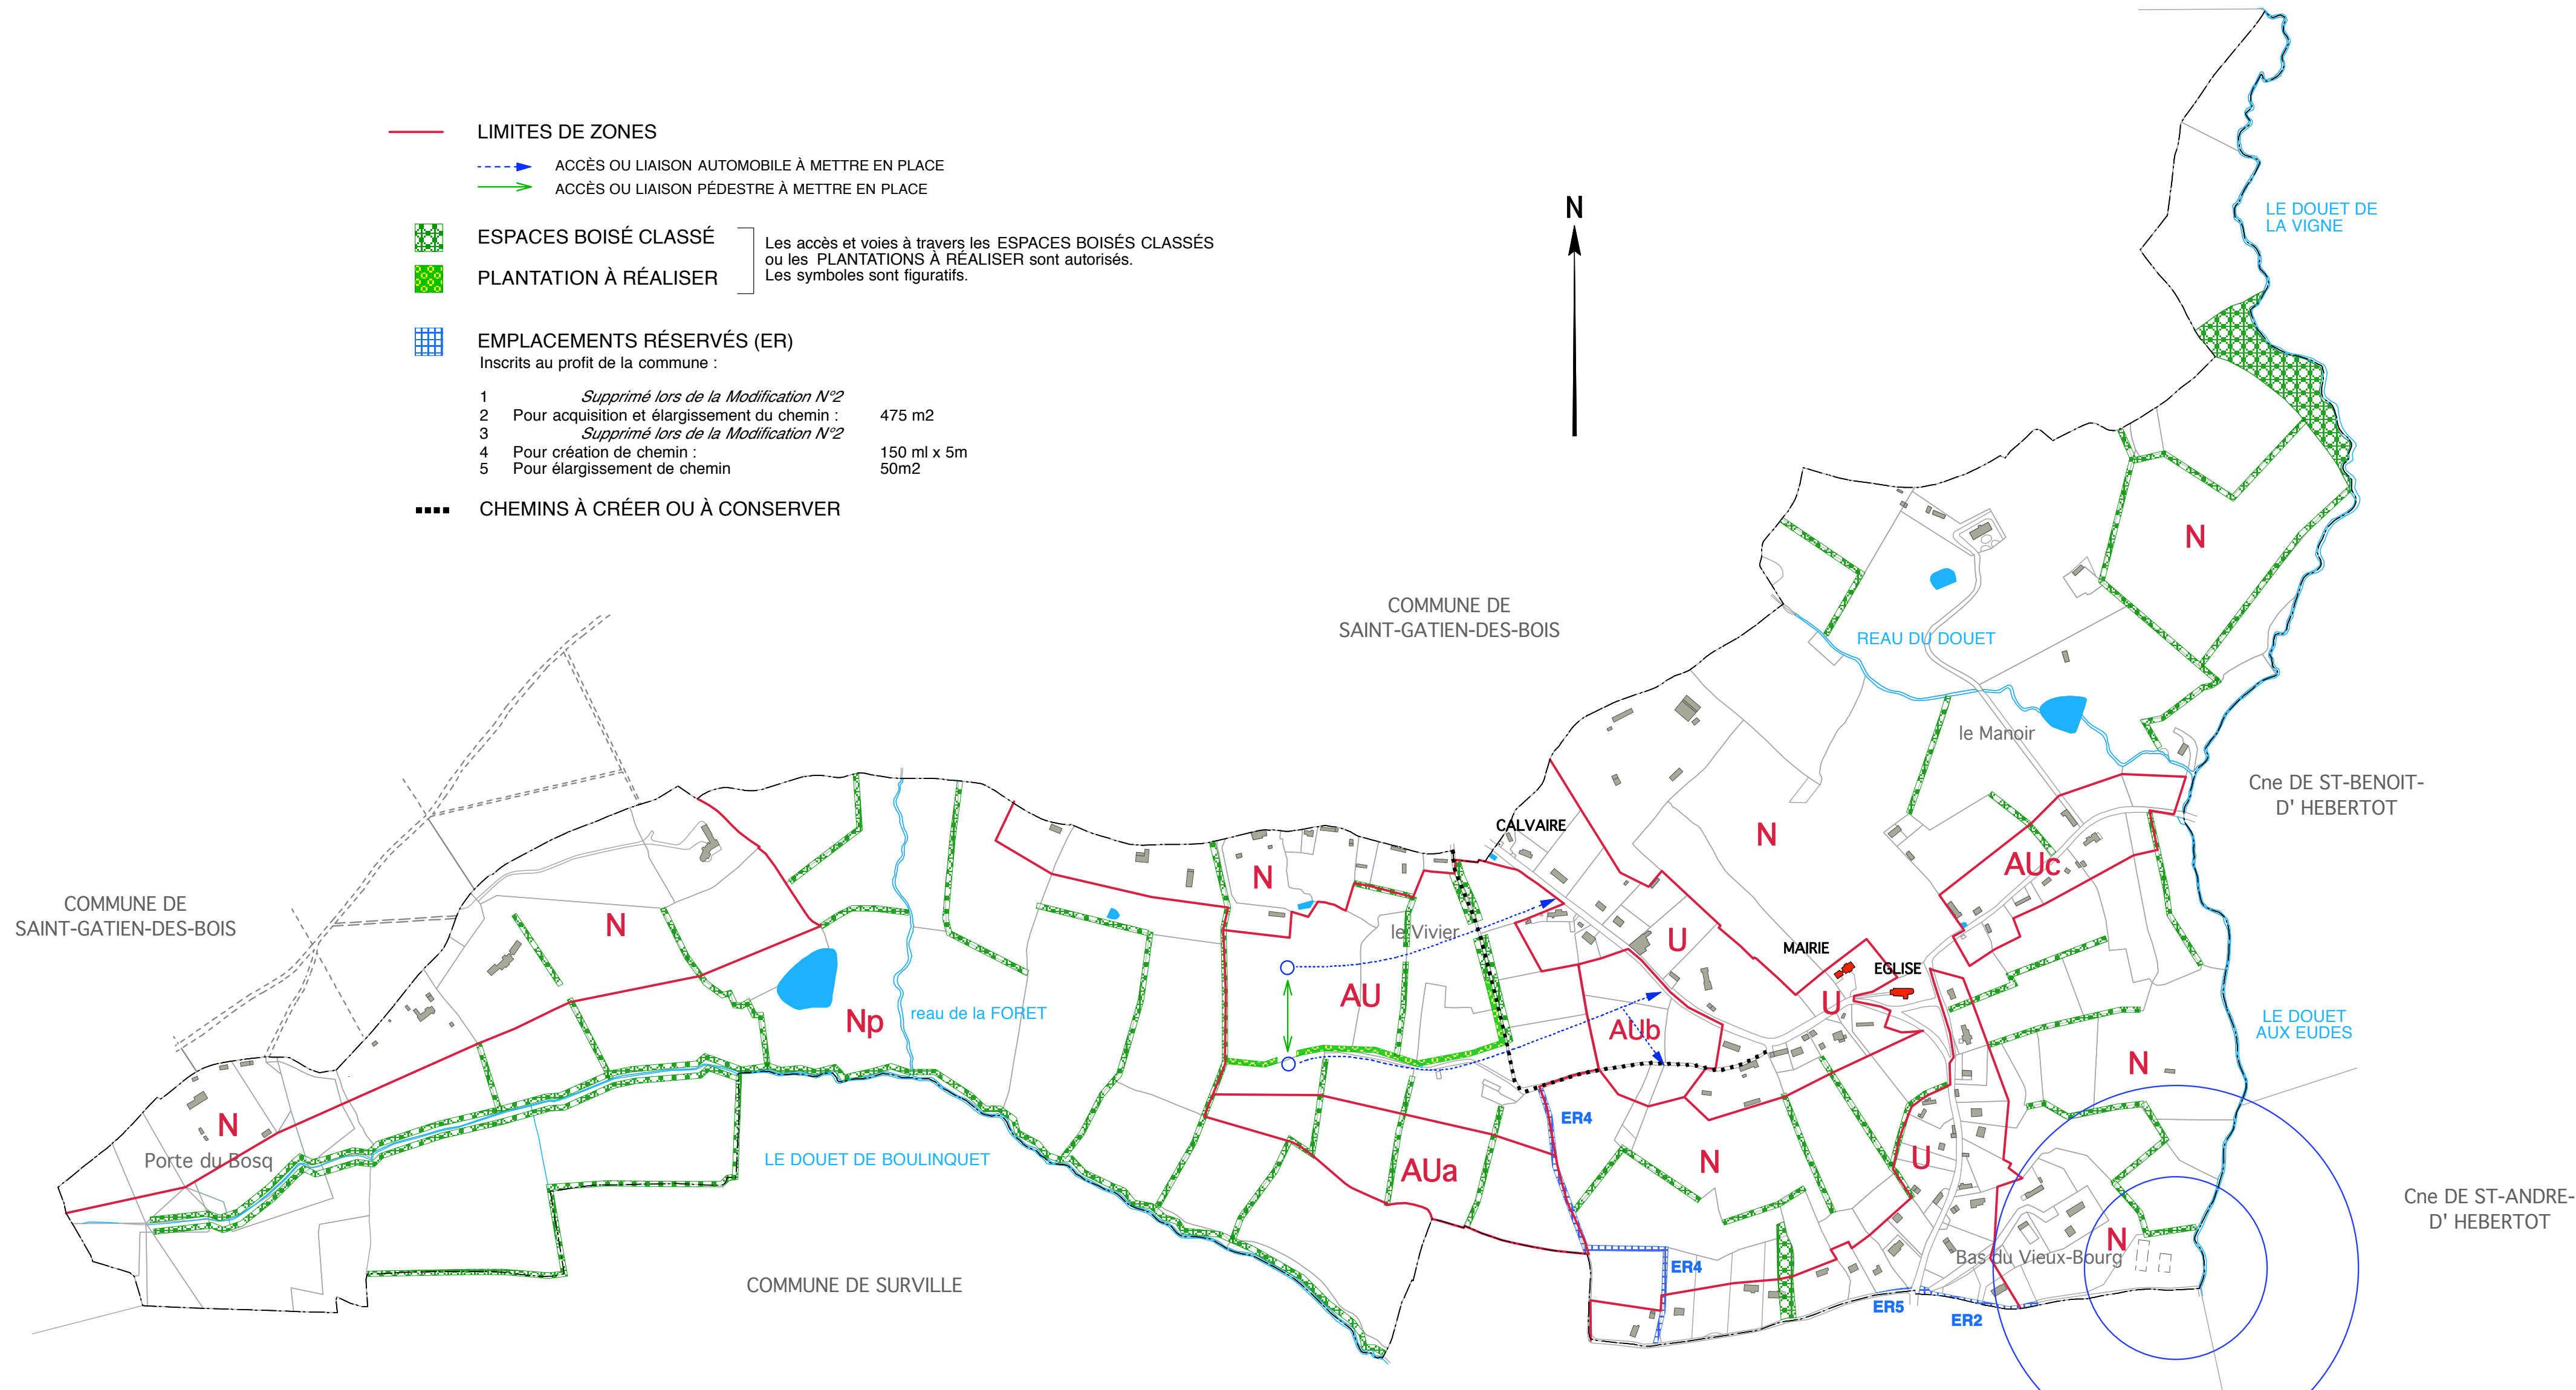 LIMITES DE ZONES
ACCÈS OU LIAISON AUTOMOBILE À METTRE EN PLACE
ACCÈS OU LIAISON PÉDESTRE À METTRE EN PLACE
ESPACES BOISÉ CLASSÉ
PLANTATION À RÉALISER
Les accès et voies à travers les ESPACES BOISÉS CLASSÉS
ou les PLANTATIONS À RÉALISER sont autorisés.
Les symboles sont figuratifs.
EMPLACEMENTS RÉSERVÉS (ER)
Inscrits au profit de la commune :
1 Supprimé lors de la Modification N°2
2 Pour acquisition et élargissement du chemin : 475 m2
3 Supprimé lors de la Modification N°2
4 Pour création de chemin : 150 ml x 5m
5 Pour élargissement de chemin 50m2
CHEMINS À CRÉER OU À CONSERVER
N
LE DOUET DE
LA VIGNE
N
COMMUNE DE
SAINT-GATIEN-DES-BOIS
REAU DU DOUET
le Manoir
Cne DE ST-BENOIT-
D' HEBERTOT
CALVAIRE
N
AUc
N
N
COMMUNE DE
SAINT-GATIEN-DES-BOIS
le Vivier
U
MAIRIE
EGLISE
AU
U
Np
reau de la FORET
AUb
LE DOUET
AUX EUDES
N
N
Porte du Bosq
LE DOUET DE BOULINQUET
ER4
AUa
N
U
Cne DE ST-ANDRE-
D' HEBERTOT
N
Bas du Vieux-Bourg
ER4
COMMUNE DE SURVILLE
ER5
ER2